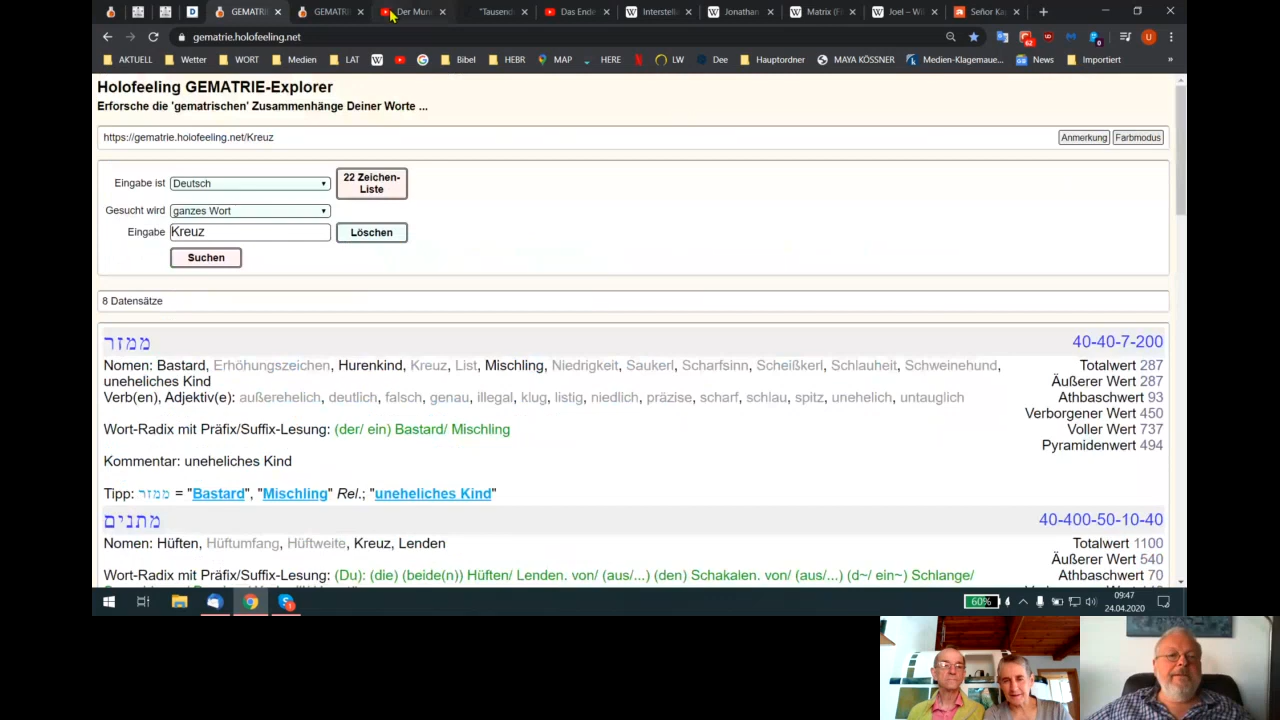 GEMATRI
GEMATRI
Der Mun
"Tausend
Das Ende
Interstell
Jonathan
Matrix (Fi
Joel – Wi
Señor Ka
gematrie.holofeeling.net
AKTUELL Wetter WORT Medien LAT Bibel HEBR MAP HERE LW Dee Hauptordner MAYA KÖSSNER Medien-Klagemaue... News Importiert »
Holofeeling GEMATRIE-Explorer
Erforsche die 'gematrischen' Zusammenhänge Deiner Worte ...
https://gematrie.holofeeling.net/Kreuz Anmerkung Farbmodus
Eingabe ist Deutsch 22 Zeichen-
Liste
Gesucht wird ganzes Wort
Eingabe Kreuz Löschen
Suchen
8 Datensätze
ממזר 40-40-7-200
Nomen: Bastard, Erhöhungszeichen, Hurenkind, Kreuz, List, Mischling, Niedrigkeit, Saukerl, Scharfsinn, Scheißkerl, Schlauheit, Schweinehund, Totalwert 287
uneheliches Kind Äußerer Wert 287
Verb(en), Adjektiv(e): außerehelich, deutlich, falsch, genau, illegal, klug, listig, niedlich, präzise, scharf, schlau, spitz, unehelich, untauglich Athbaschwert 93
Verborgener Wert 450
Wort-Radix mit Präfix/Suffix-Lesung: (der/ ein) Bastard/ Mischling Voller Wert 737
Pyramidenwert 494
Kommentar: uneheliches Kind
Tipp: ממזר = "Bastard", "Mischling" Rel.; "uneheliches Kind"
מתנים 40-400-50-10-40
Nomen: Hüften, Hüftumfang, Hüftweite, Kreuz, Lenden Totalwert 1100
Äußerer Wert 540
Wort-Radix mit Präfix/Suffix-Lesung: (Du): (die) (beide(n)) Hüften/ Lenden. von/ (aus/...) (den) Schakalen. von/ (aus/...) (d~/ ein~) Schlange/ Athbaschwert 70
60% 09:47
24.04.2020